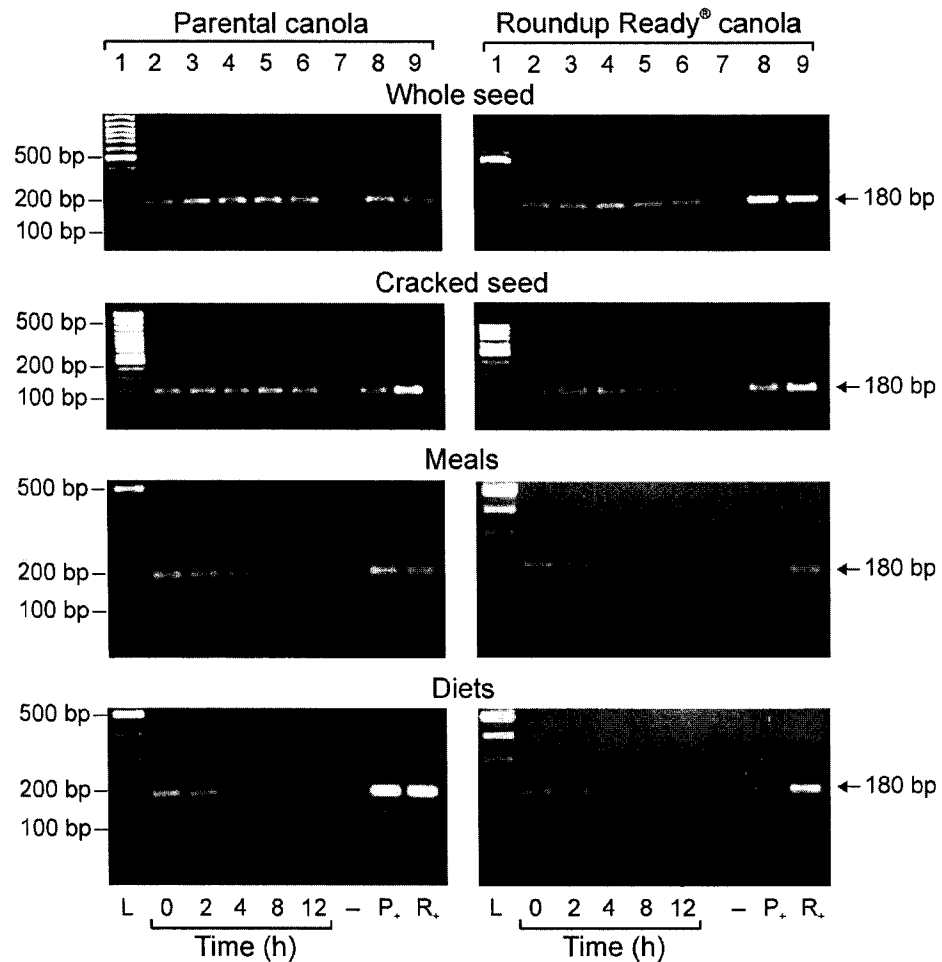 Parental canola Roundup Ready® canola
1 2 3 4 5 6 7 8 9 1 2 3 4 5 6 7 8 9
Whole seed
500 bp
200 bp ← 180 bp
100 bp
Cracked seed
500 bp
200 bp
100 bp ← 180 bp
Meals
500 bp
200 bp ← 180 bp
100 bp
Diets
500 bp
200 bp ← 180 bp
100 bp
L 0 2 4 8 12 – P+ R+ L 0 2 4 8 12 – P+ R+
Time (h) Time (h)